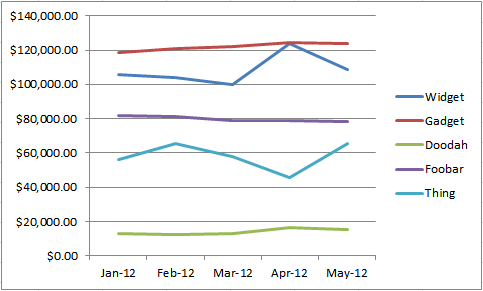 $140,000.00
$120,000.00
$100,000.00
$80,000.00
$60,000.00
$40,000.00
$20,000.00
$0.00
Jan-12 Feb-12 Mar-12 Apr-12 May-12
Widget
Gadget
Doodah
Foobar
Thing